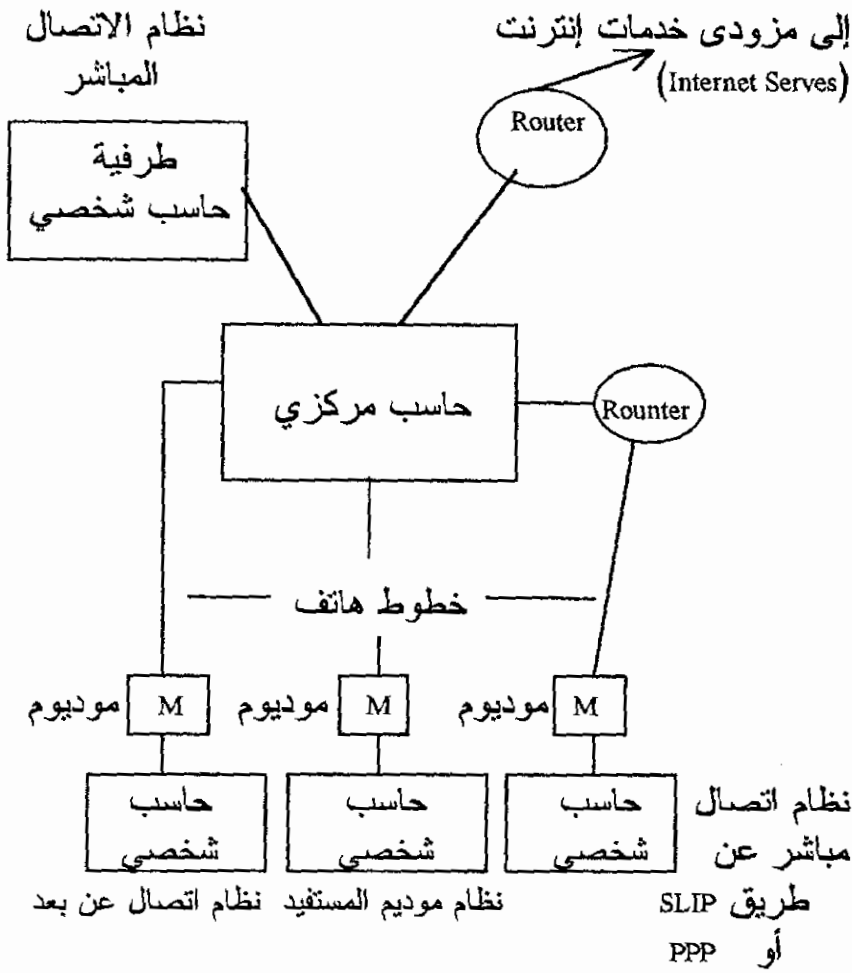 نظام الاتصال
المباشر
إلى مزودى خدمات إنترنت
(Internet Serves)
Router
طرفية
حاسب شخصي
حاسب مركزي
Rounter
خطوط هاتف
موديوم
M
موديوم
M
موديوم
M
حاسب
شخصي
حاسب
شخصي
حاسب
شخصي
نظام اتصال
مباشر عن
طريق SLIP
أو PPP
نظام موديم المستفيد
نظام اتصال عن بعد